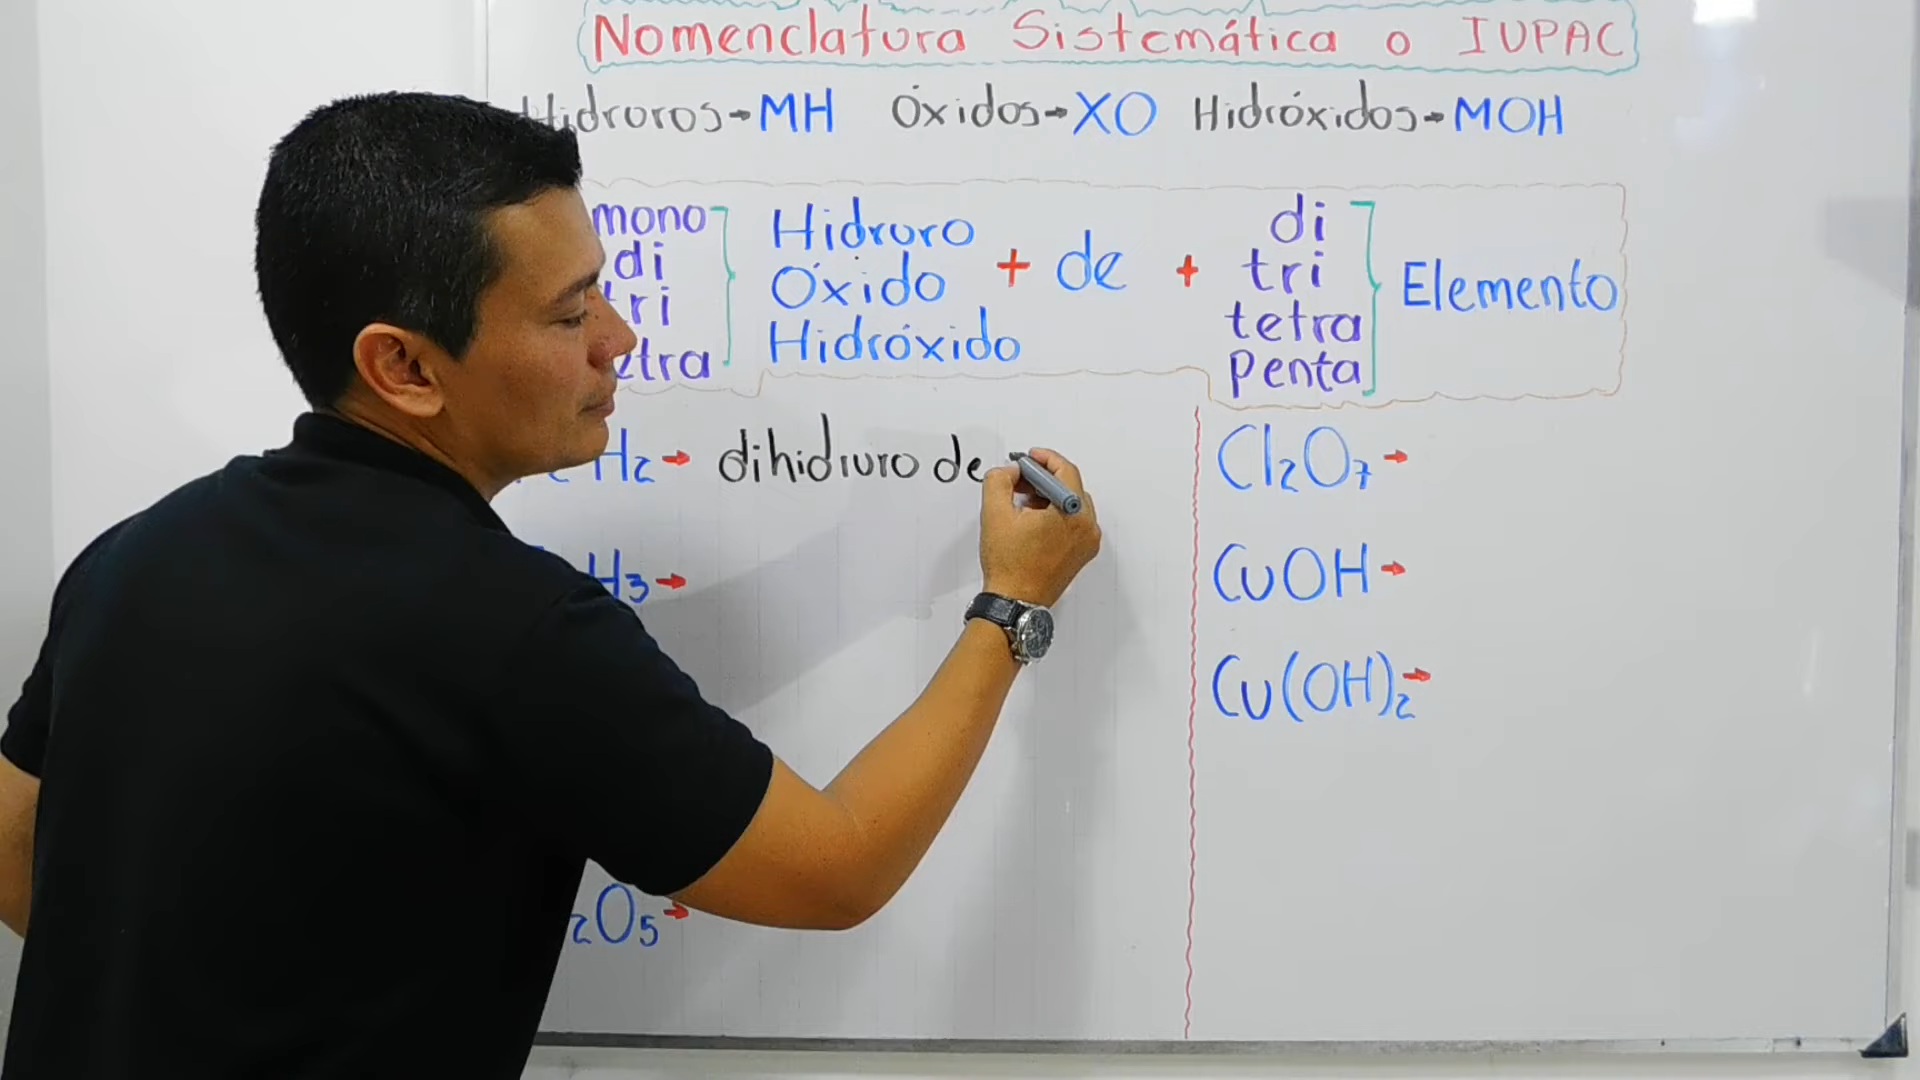 Nomenclatura Sistemática o IUPAC
Hidruros→MH Óxidos→XO Hidróxidos→MOH
mono
di
tri
tetra
Hidruro
Óxido
Hidróxido
+ de +
di
tri
tetra
penta
Elemento
H₂→ dihidruro de
H₃→
₂O₅→
Cl₂O₇→
CuOH→
Cu(OH)₂→